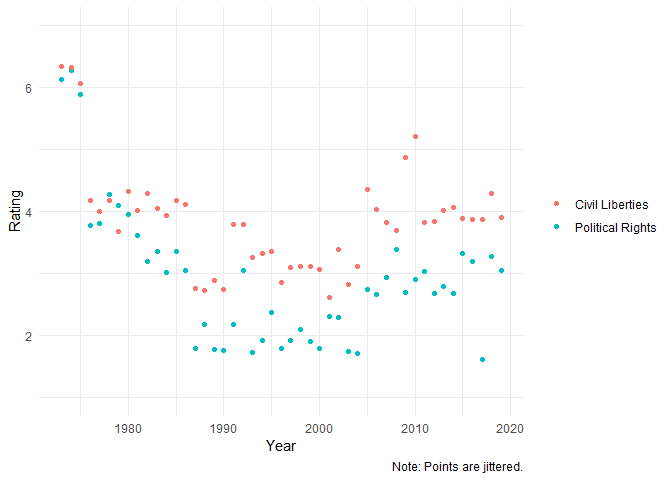 6
4
2
Rating
1980
1990
2000
2010
2020
Year
Civil Liberties
Political Rights
Note: Points are jittered.